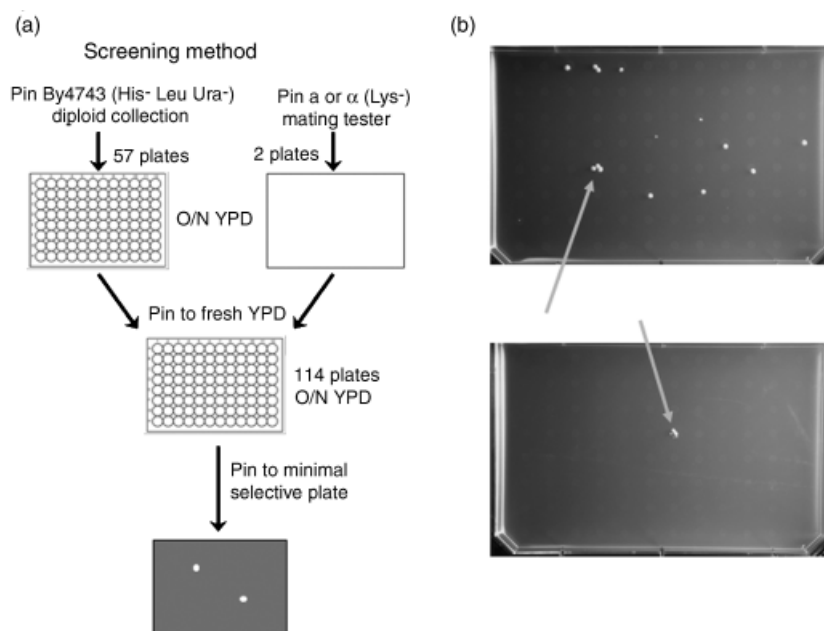 (a)
Screening method
Pin By4743 (His- Leu Ura-)
diploid collection
Pin a or α (Lys-)
mating tester
57 plates
2 plates
O/N YPD
Pin to fresh YPD
114 plates
O/N YPD
Pin to minimal
selective plate
(b)